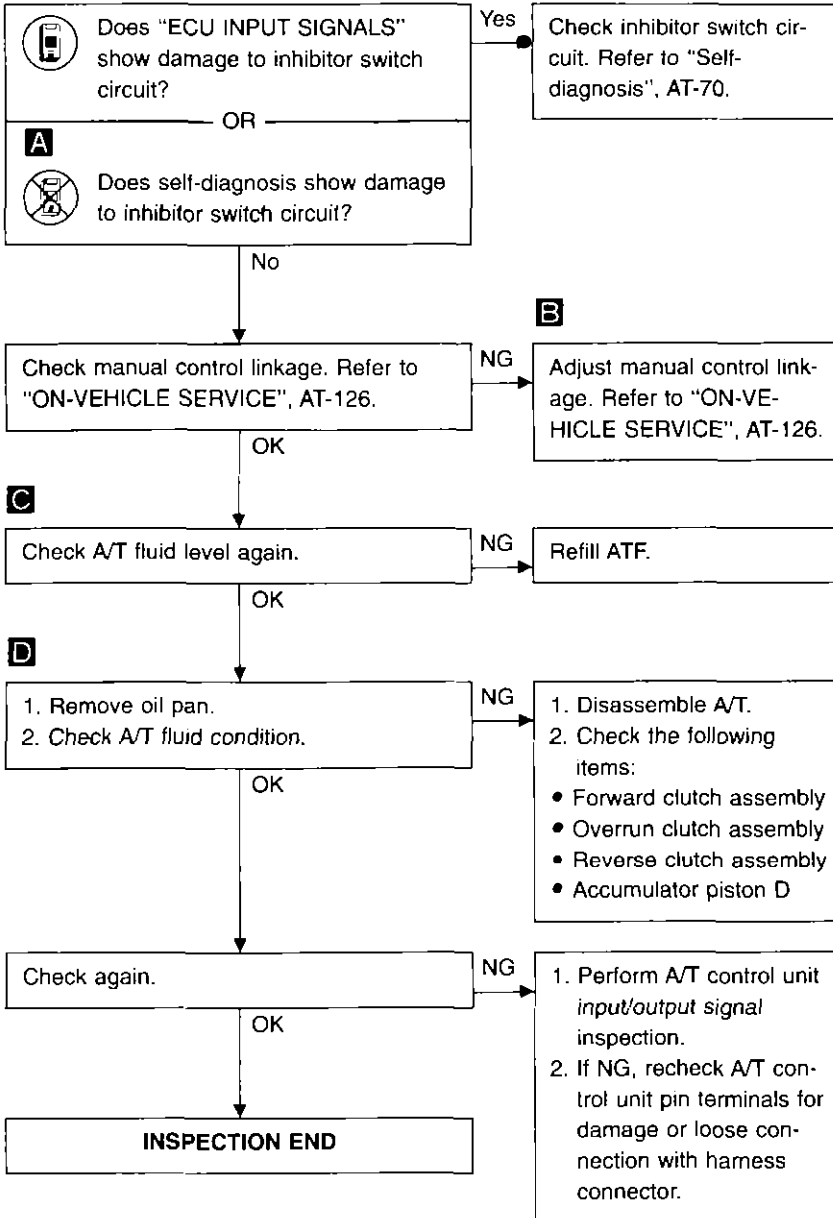 Does "ECU INPUT SIGNALS"
show damage to inhibitor switch
circuit?
Yes
Check inhibitor switch cir-
cuit. Refer to "Self-
diagnosis", AT-70.
OR
A
Does self-diagnosis show damage
to inhibitor switch circuit?
No
Check manual control linkage. Refer to
"ON-VEHICLE SERVICE", AT-126.
NG
B
Adjust manual control link-
age. Refer to "ON-VE-
HICLE SERVICE", AT-126.
OK
C
Check A/T fluid level again.
NG
Refill ATF.
OK
D
1. Remove oil pan.
2. Check A/T fluid condition.
NG
1. Disassemble A/T.
2. Check the following
items:
• Forward clutch assembly
• Overrun clutch assembly
• Reverse clutch assembly
• Accumulator piston D
OK
Check again.
NG
1. Perform A/T control unit
input/output signal
inspection.
2. If NG, recheck A/T con-
trol unit pin terminals for
damage or loose con-
nection with harness
connector.
OK
INSPECTION END